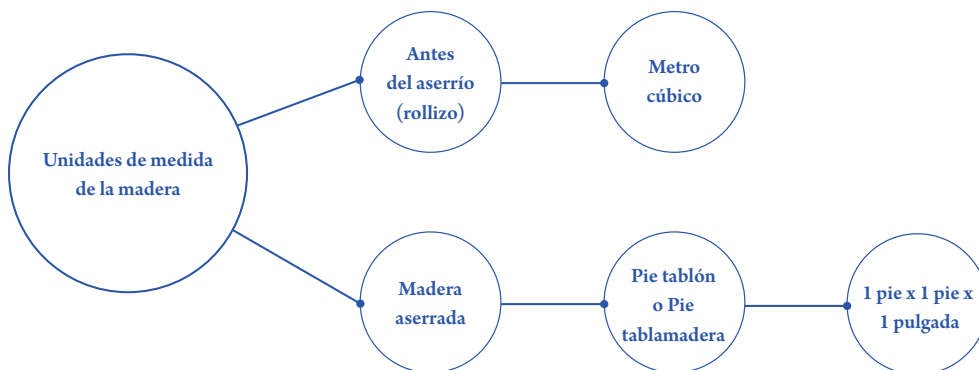 Unidades de medida
de la madera
Antes
del aserrío
(rollizo)
Metro
cúbico
Madera
aserrada
Pie tablón
o Pie
tablamadera
1 pie x 1 pie x
1 pulgada